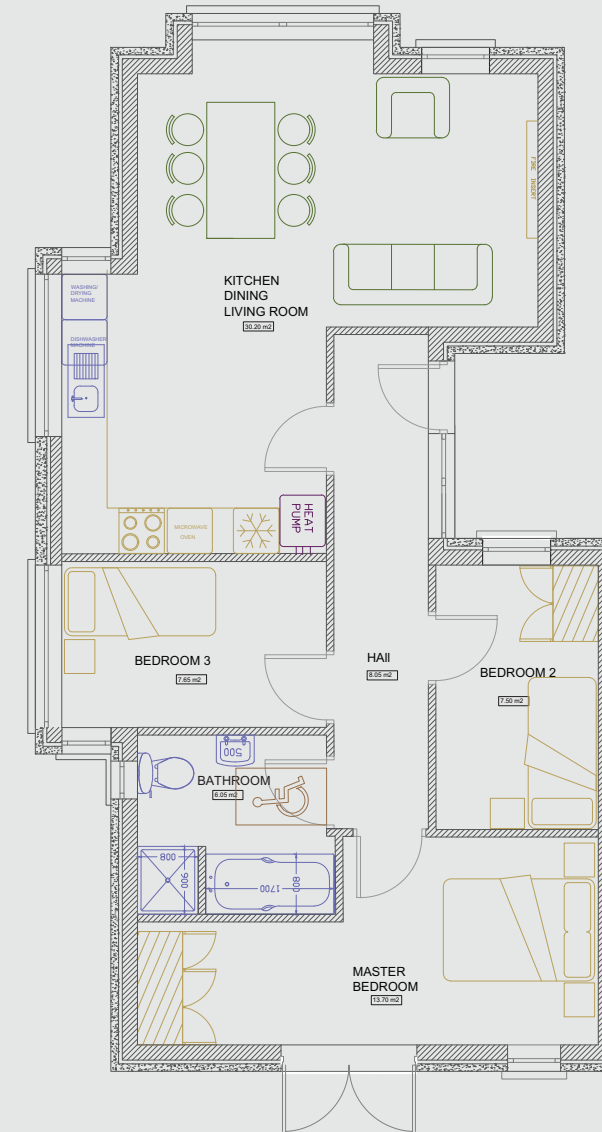 FIRE INSERT
WASHING/
DRYING
MACHINE
DISHWASHER
MACHINE
KITCHEN
DINING
LIVING ROOM
30.20 m2
MICROWAVE
OVEN
HEAT
PUMP
BEDROOM 3
7.65 m2
HAll
8.05 m2
BEDROOM 2
7.50 m2
500
BATHROOM
6.05 m2
800
900
800
1700
MASTER
BEDROOM
13.70 m2